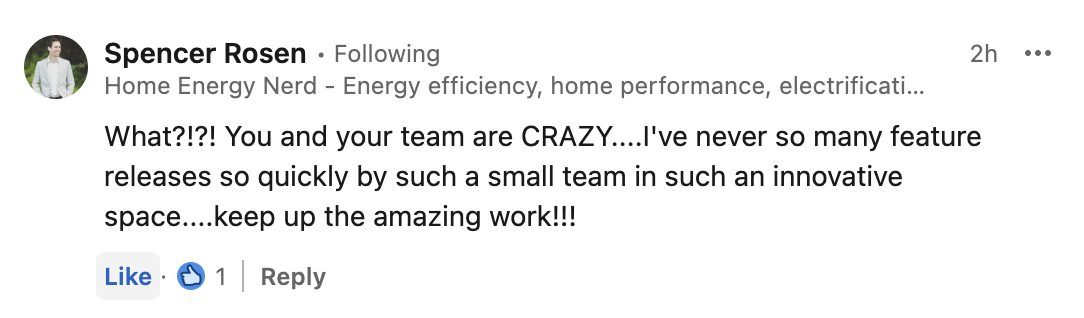 Spencer Rosen · Following
2h
Home Energy Nerd - Energy efficiency, home performance, electrificati...
What?!?! You and your team are CRAZY....I've never so many feature
releases so quickly by such a small team in such an innovative
space....keep up the amazing work!!!
Like · 1 | Reply